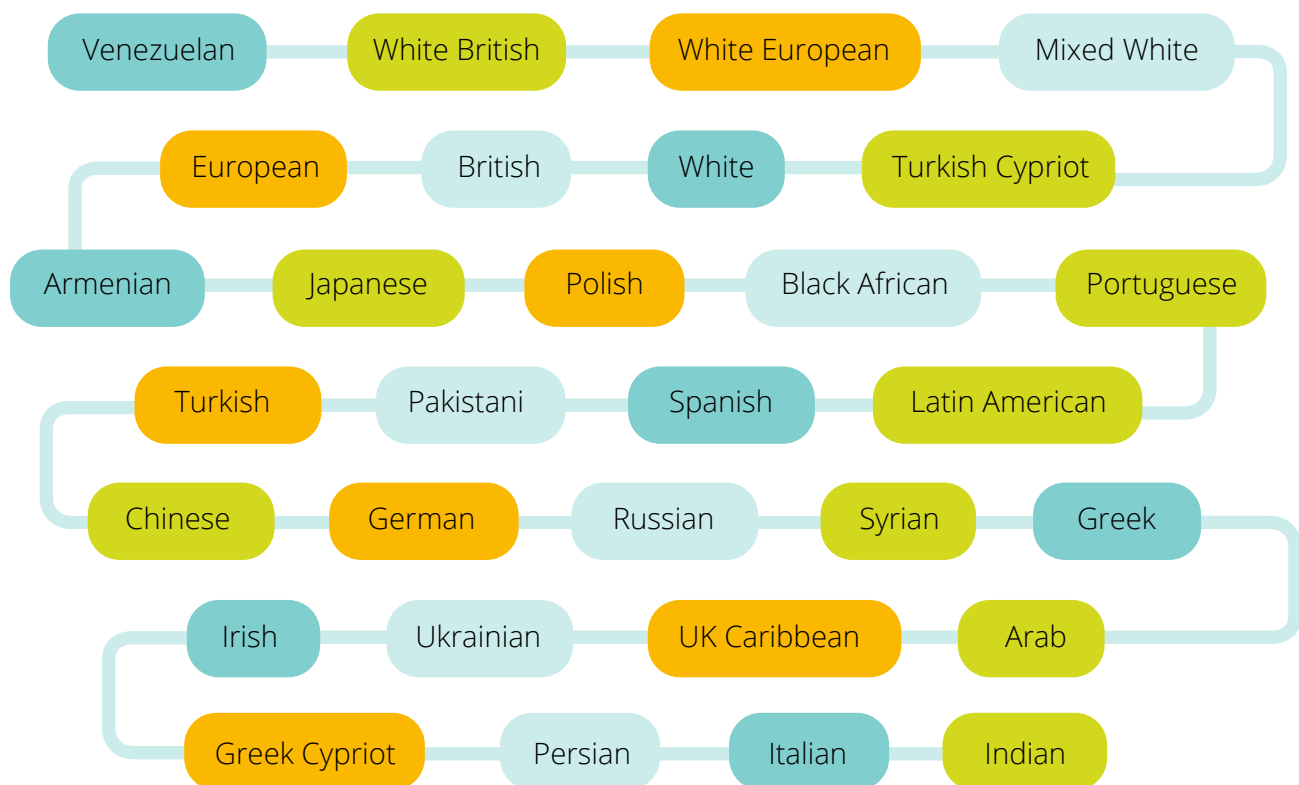 Venezuelan White British White European Mixed White
European British White Turkish Cypriot
Armenian Japanese Polish Black African Portuguese
Turkish Pakistani Spanish Latin American
Chinese German Russian Syrian Greek
Irish Ukrainian UK Caribbean Arab
Greek Cypriot Persian Italian Indian